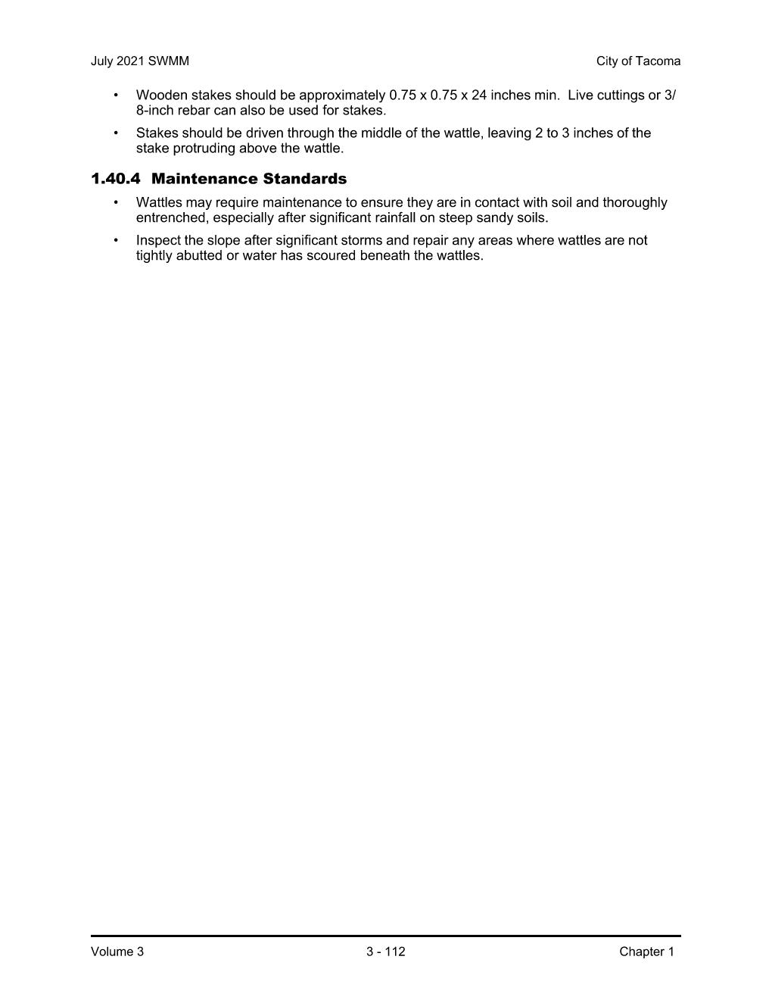 July 2021 SWMM City of Tacoma
• Wooden stakes should be approximately 0.75 x 0.75 x 24 inches min.  Live cuttings or 3/
8-inch rebar can also be used for stakes.
• Stakes should be driven through the middle of the wattle, leaving 2 to 3 inches of the
stake protruding above the wattle.
1.40.4  Maintenance Standards
• Wattles may require maintenance to ensure they are in contact with soil and thoroughly
entrenched, especially after significant rainfall on steep sandy soils.
• Inspect the slope after significant storms and repair any areas where wattles are not
tightly abutted or water has scoured beneath the wattles.
Volume 3 3 - 112 Chapter 1